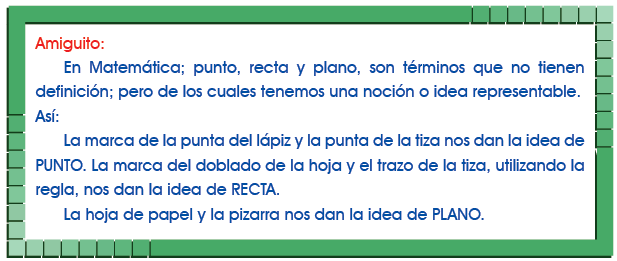 Amiguito:
En Matemática; punto, recta y plano, son términos que no tienen
definición; pero de los cuales tenemos una noción o idea representable.
Así:
La marca de la punta del lápiz y la punta de la tiza nos dan la idea de
PUNTO. La marca del doblado de la hoja y el trazo de la tiza, utilizando la
regla, nos dan la idea de RECTA.
La hoja de papel y la pizarra nos dan la idea de PLANO.